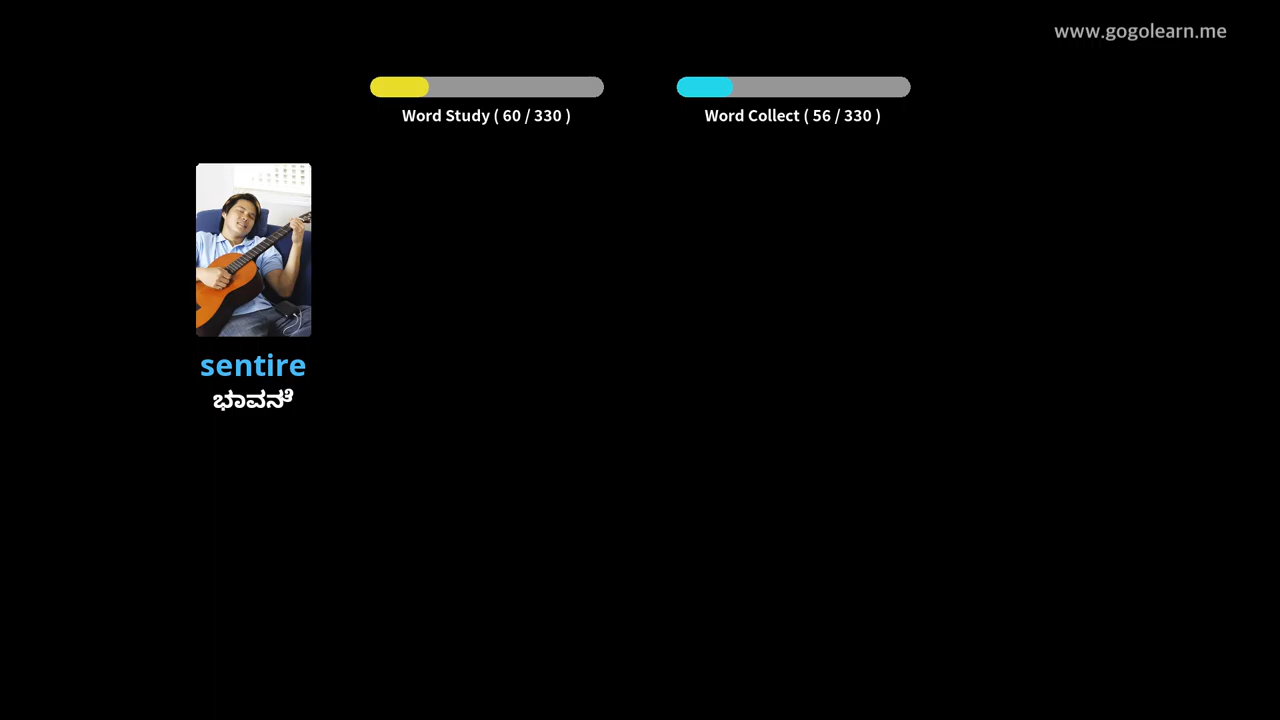 www.gogolearn.me
Word Study ( 60 / 330 )
Word Collect ( 56 / 330 )
sentire
ಭಾವನೆ